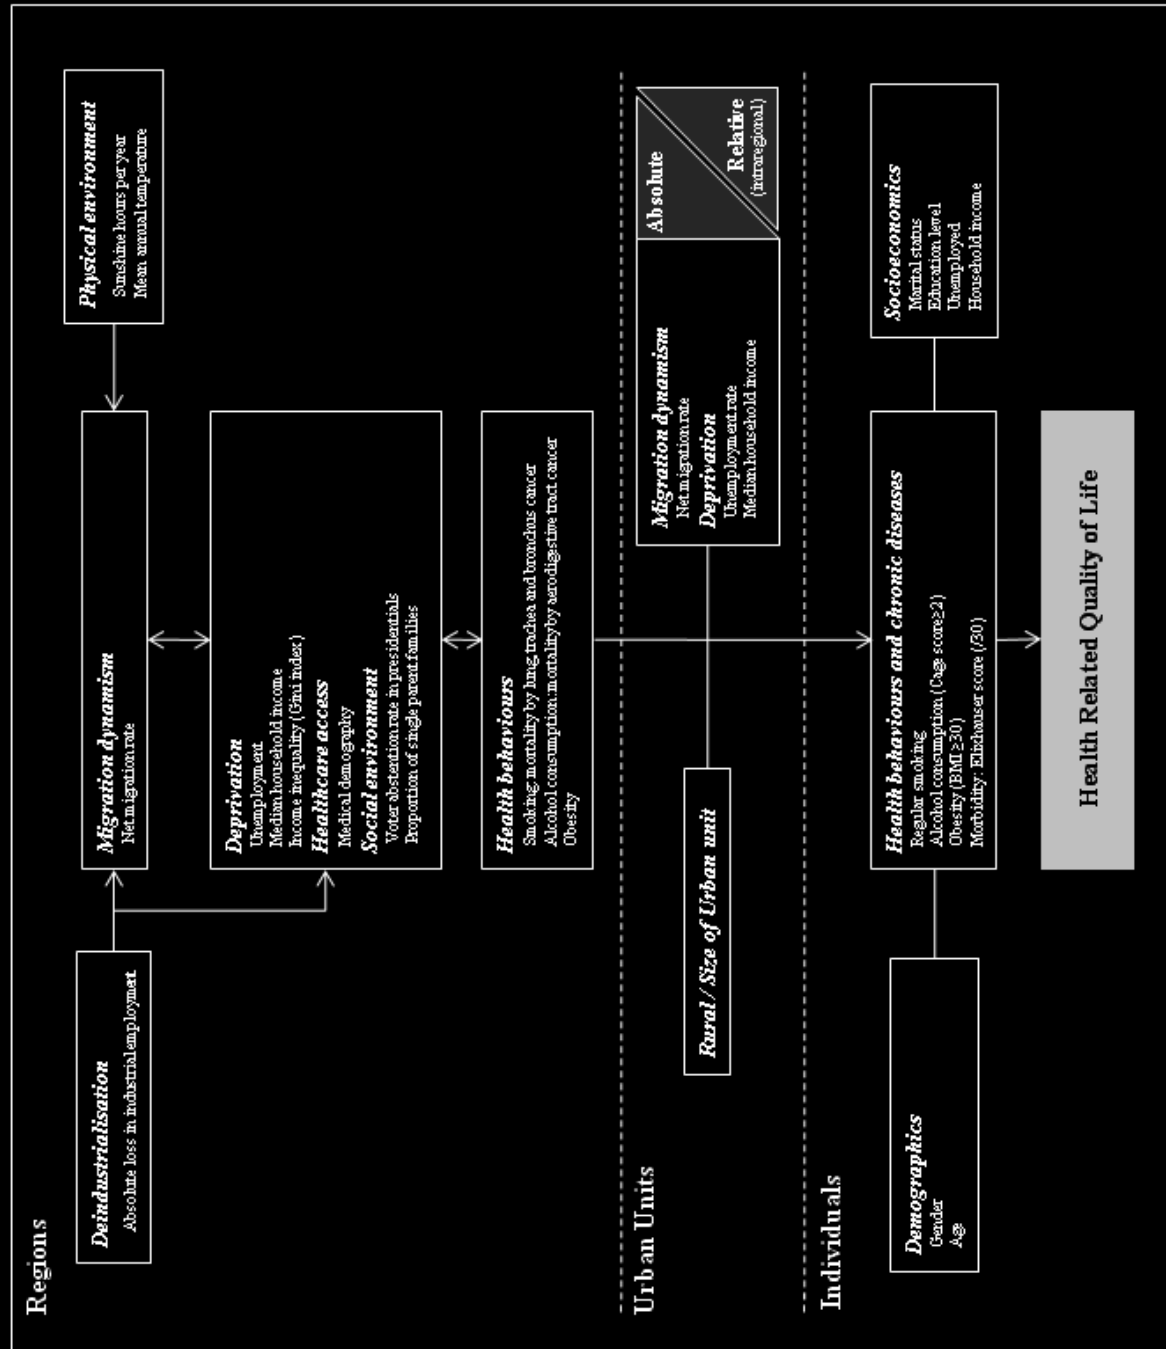 Regions
Deindustrialisation
Absolute loss in industrial employment
Migration dynamism
Net migration rate
Physical environment
Sunshine hours per year
Mean annual temperature
Deprivation
Unemployment
Median household income
Income inequality (Gini index)
Healthcare access
Medical demography
Social environment
Voter abstention rate in presidentials
Proportion of single parent families
Health behaviours
Smoking: mortality by lung, trachea and bronchus cancer
Alcohol consumption: mortality by aerodigestive tract cancer
Obesity
Urban Units
Rural / Size of Urban unit
Migration dynamism
Net migration rate
Deprivation
Unemployment rate
Median household income
Absolute
Relative
(intraregional)
Individuals
Demographics
Gender
Age
Health behaviours and chronic diseases
Regular smoking
Alcohol consumption (Cage score≥2)
Obesity (BMI ≥30)
Morbidity: Elixhauser score (/30)
Socioeconomics
Marital status
Education level
Unemployed
Household income
Health Related Quality of Life